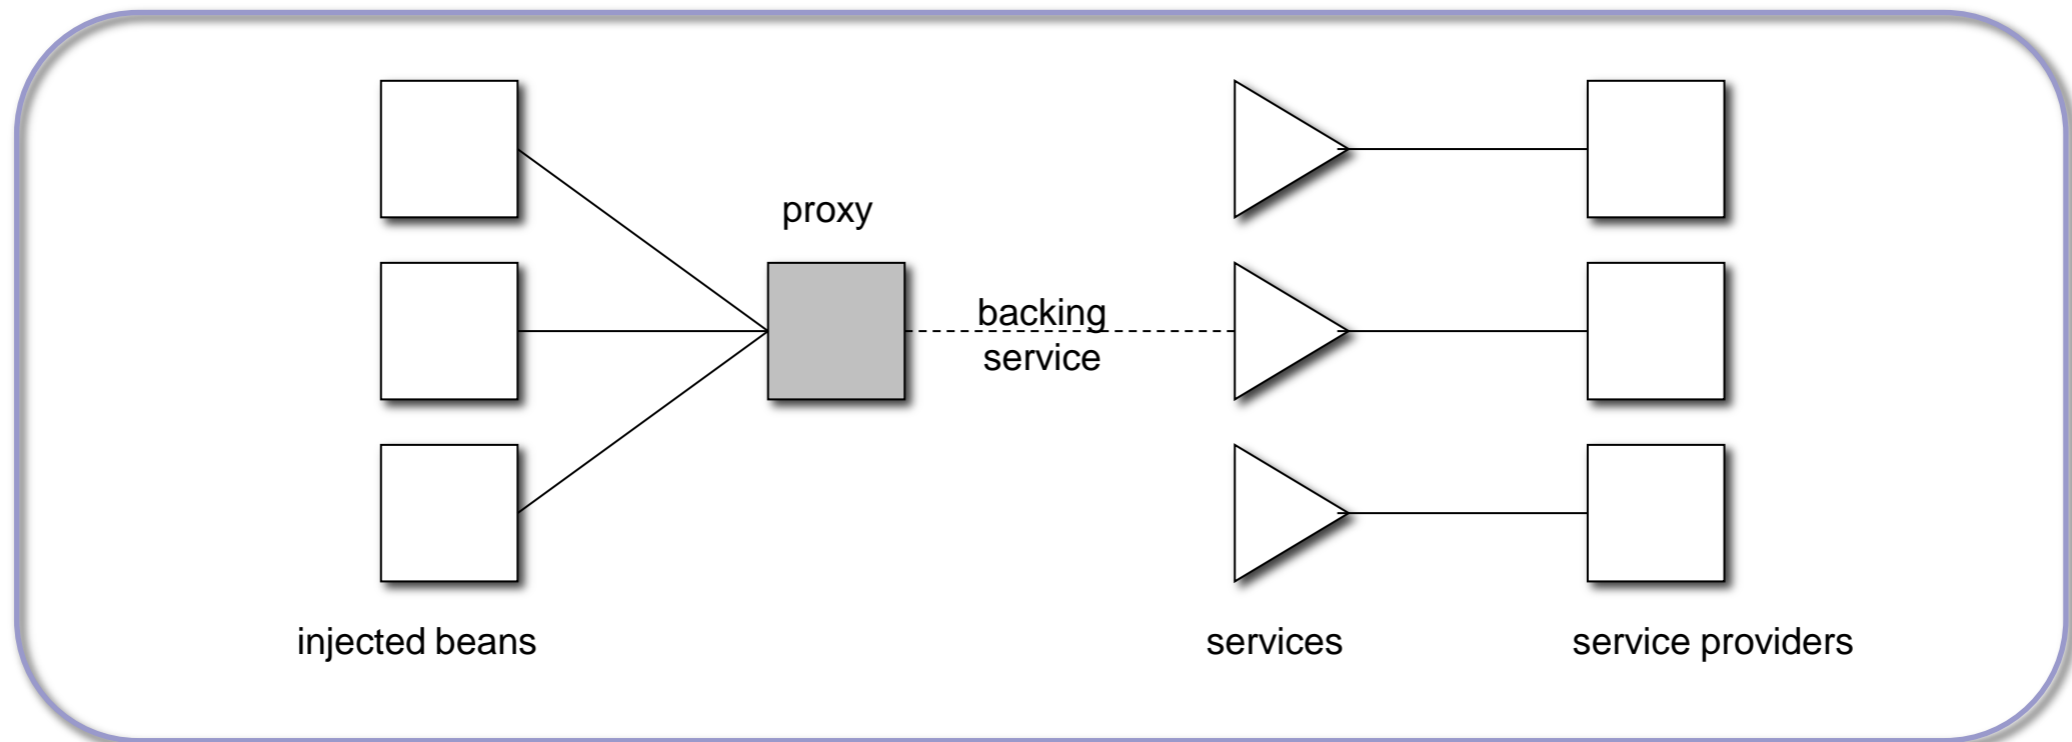 proxy
backing
service
injected beans
services
service providers